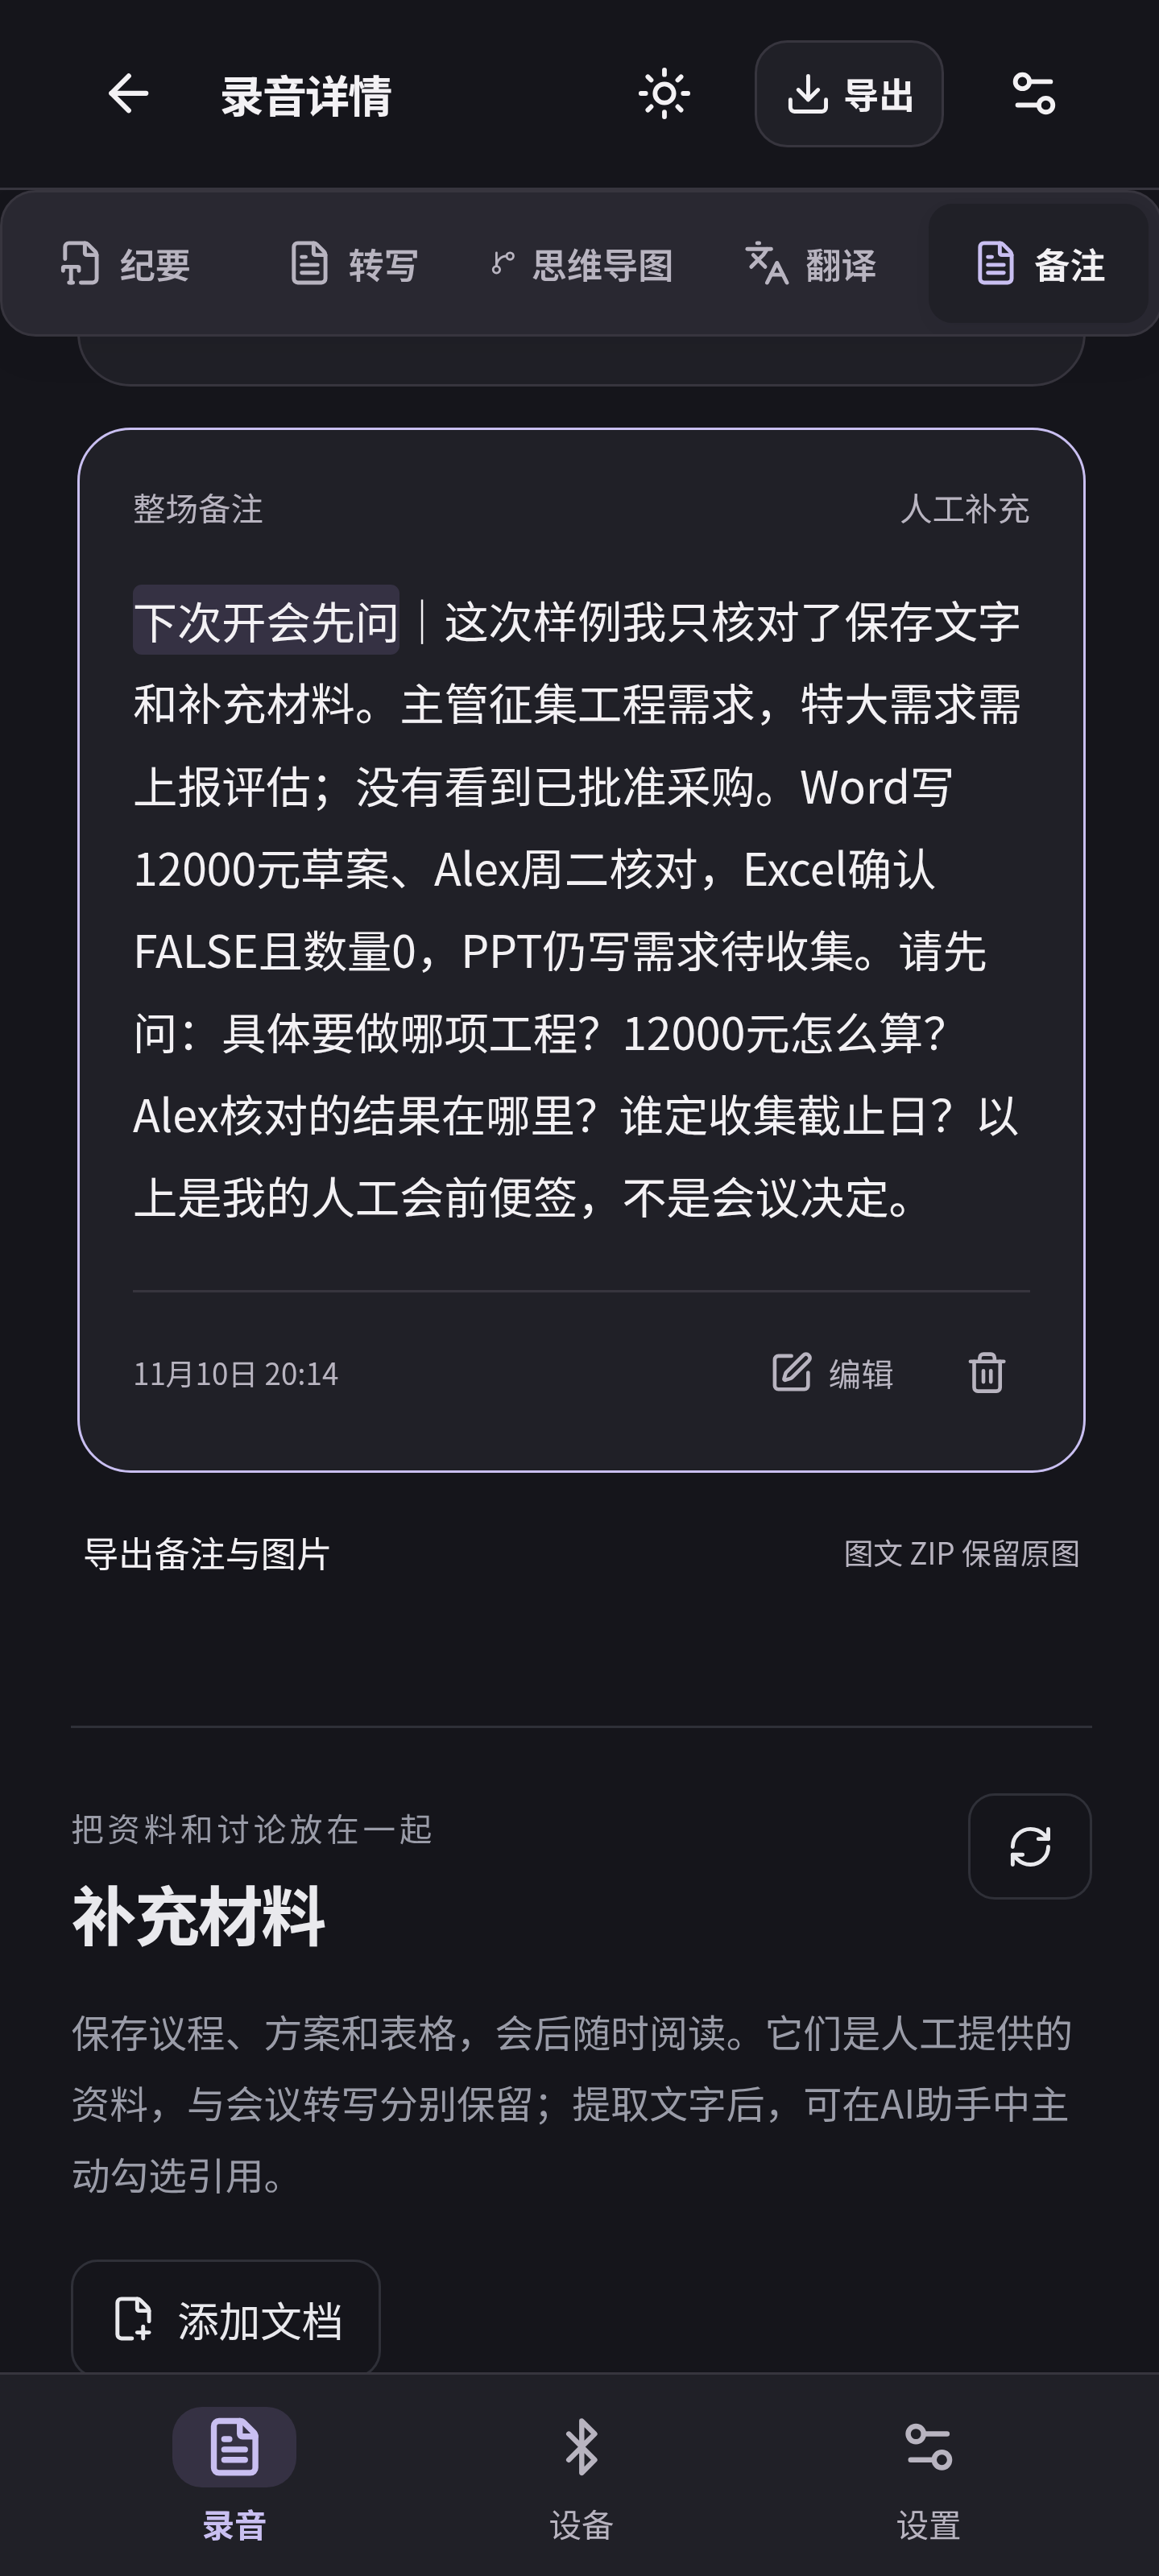 录音详情
导出
纪要
转写
思维导图
翻译
备注
整场备注
人工补充
下次开会先问｜这次样例我只核对了保存文字
和补充材料。主管征集工程需求，特大需求需
上报评估；没有看到已批准采购。Word写
12000元草案、Alex周二核对，Excel确认
FALSE且数量0，PPT仍写需求待收集。请先
问：具体要做哪项工程？12000元怎么算？
Alex核对的结果在哪里？谁定收集截止日？以
上是我的人工会前便签，不是会议决定。
11月10日 20:14
编辑
导出备注与图片
图文 ZIP 保留原图
把资料和讨论放在一起
补充材料
保存议程、方案和表格，会后随时阅读。它们是人工提供的
资料，与会议转写分别保留；提取文字后，可在AI助手中主
动勾选引用。
添加文档
录音
设备
设置